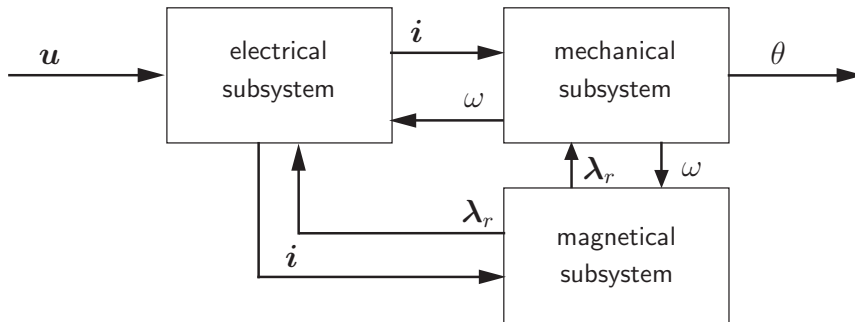 u
electrical
subsystem
i
ω
mechanical
subsystem
θ
λr
ω
λr
i
magnetical
subsystem